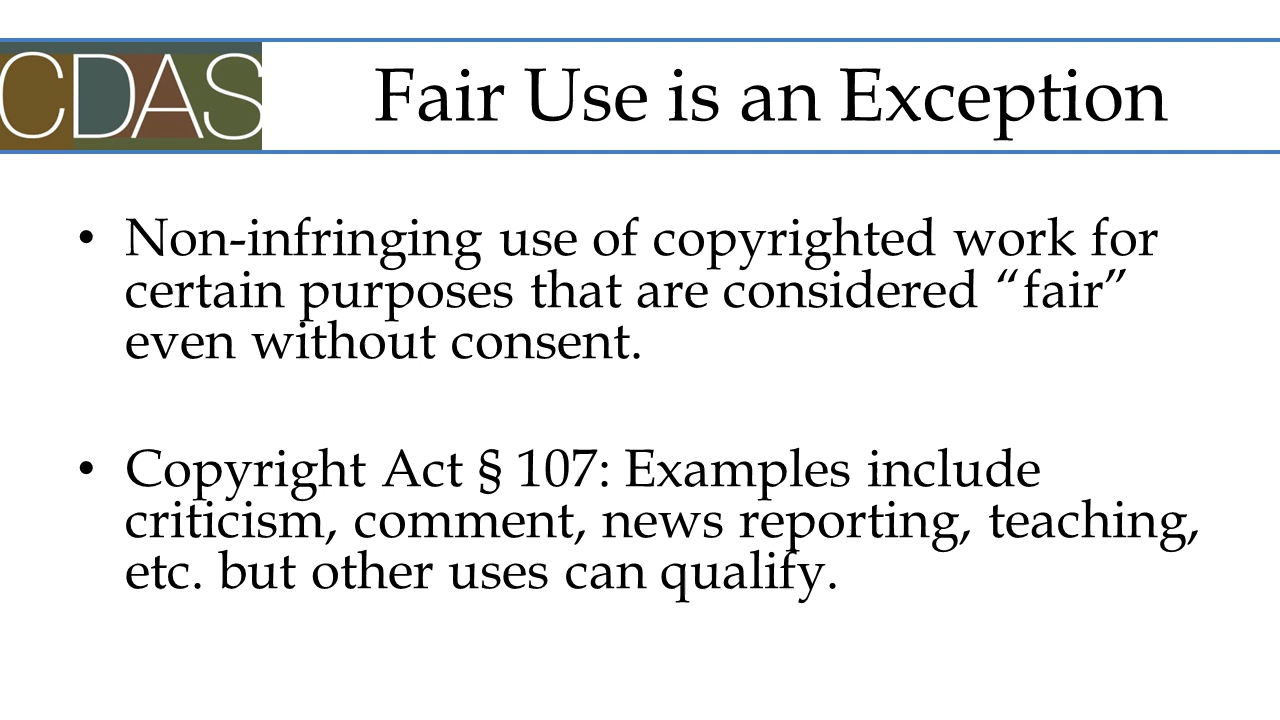 CDAS
Fair Use is an Exception
• Non-infringing use of copyrighted work for
certain purposes that are considered “fair”
even without consent.
• Copyright Act § 107: Examples include
criticism, comment, news reporting, teaching,
etc. but other uses can qualify.